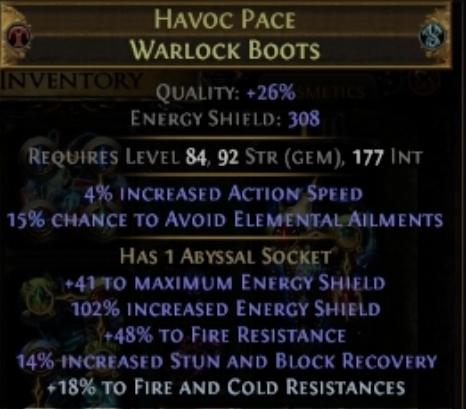 Havoc Pace
Warlock Boots
Inventory
Quality: +26%
Energy Shield: 308
Requires Level 84, 92 Str (gem), 177 Int
4% increased Action Speed
15% chance to Avoid Elemental Ailments
Has 1 Abyssal Socket
+41 to maximum Energy Shield
102% increased Energy Shield
+48% to Fire Resistance
14% increased Stun and Block Recovery
+18% to Fire and Cold Resistances